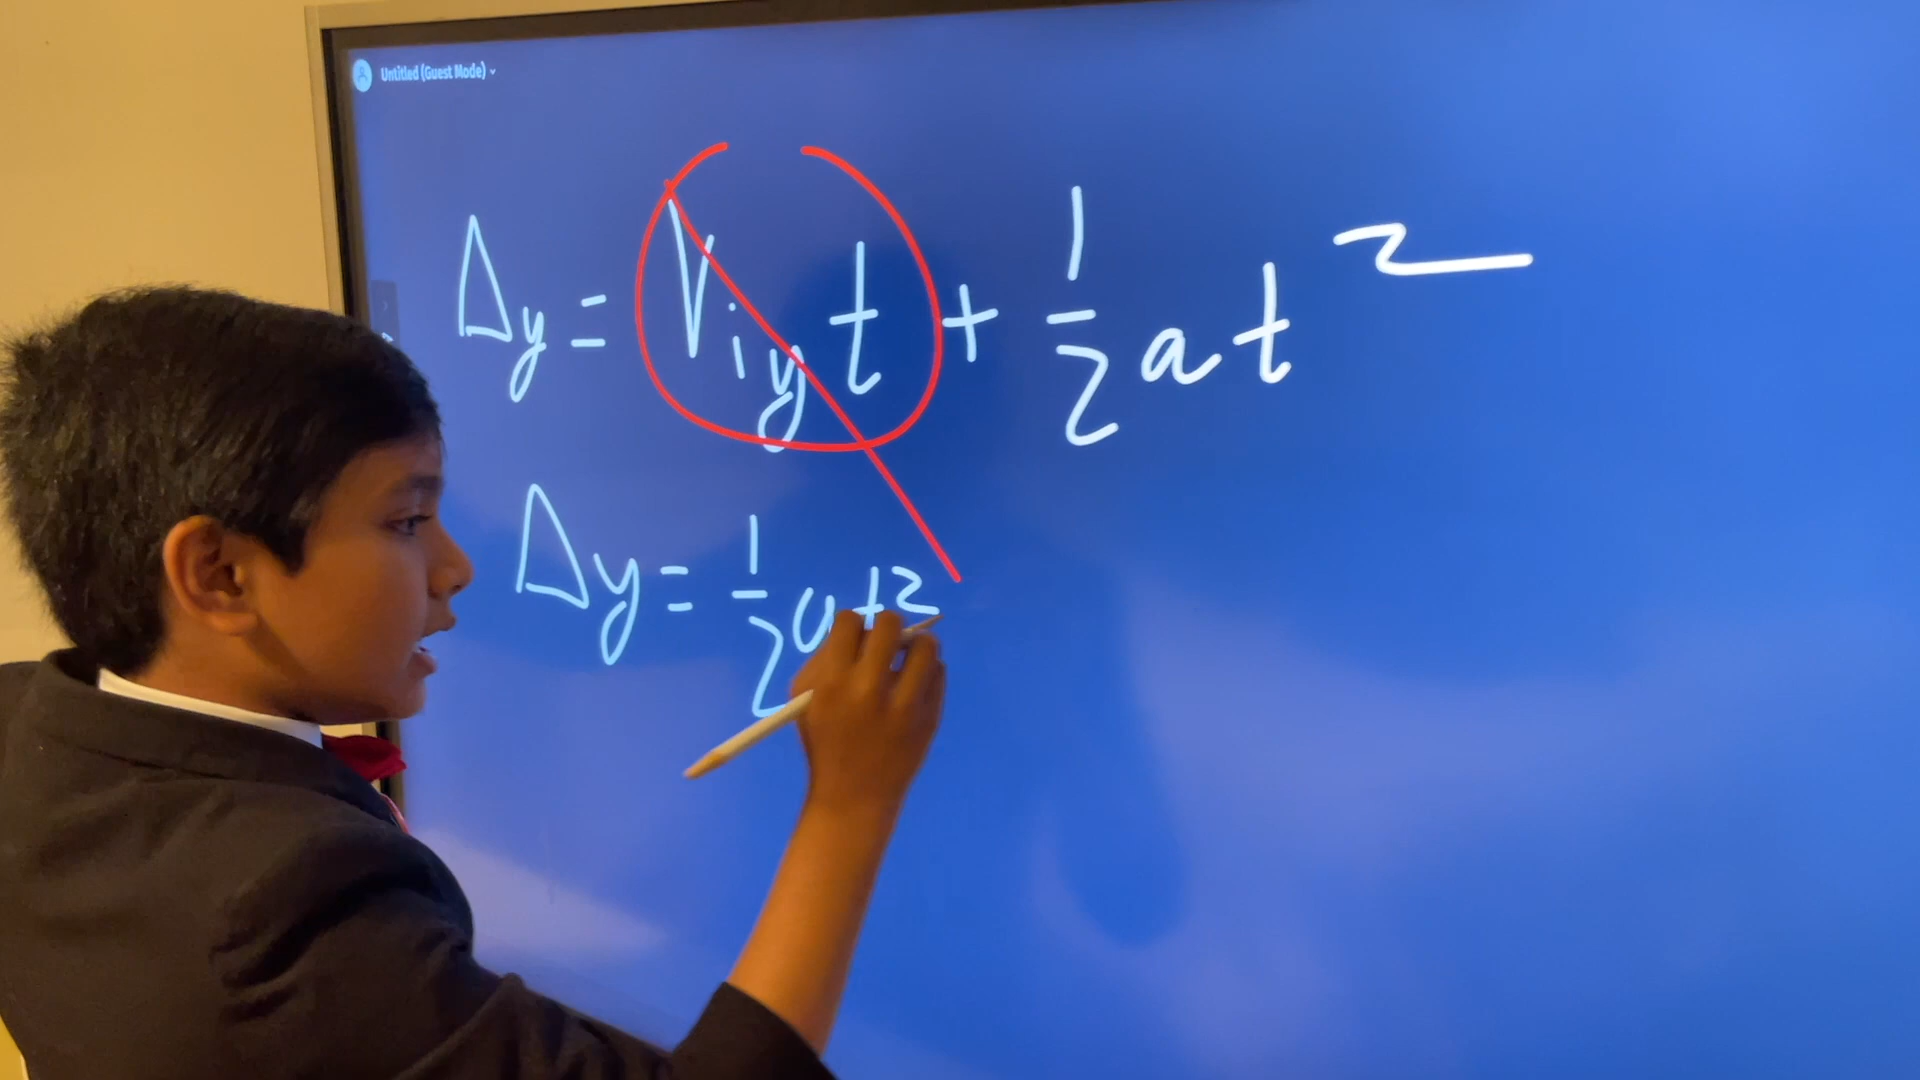 Untitled (Guest Mode)
Δy = Viyt + 1/2 at²
Δy = 1/2 at²